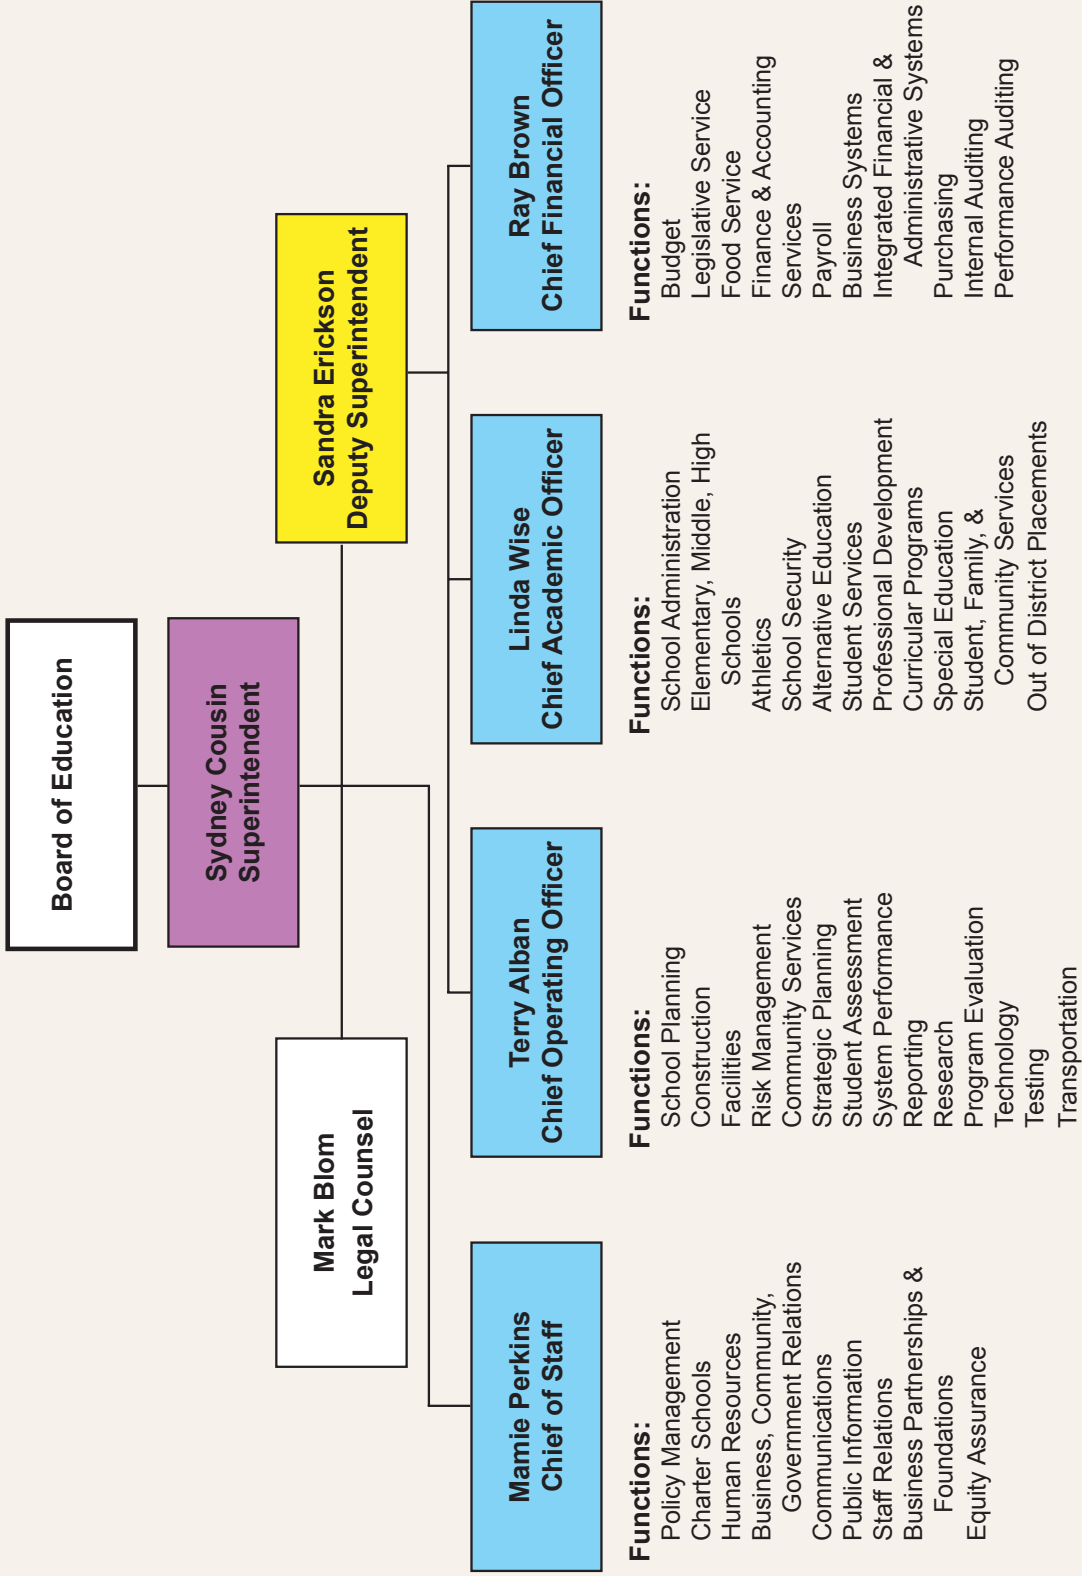 Board of Education
Sydney Cousin
Superintendent
Mark Blom
Legal Counsel
Sandra Erickson
Deputy Superintendent
Mamie Perkins
Chief of Staff
Functions:
Policy Management
Charter Schools
Human Resources
Business, Community,
Government Relations
Communications
Public Information
Staff Relations
Business Partnerships &
Foundations
Equity Assurance
Terry Alban
Chief Operating Officer
Functions:
School Planning
Construction
Facilities
Risk Management
Community Services
Strategic Planning
Student Assessment
System Performance
Reporting
Research
Program Evaluation
Technology
Testing
Transportation
Linda Wise
Chief Academic Officer
Functions:
School Administration
Elementary, Middle, High
Schools
Athletics
School Security
Alternative Education
Student Services
Professional Development
Curricular Programs
Special Education
Student, Family, &
Community Services
Out of District Placements
Ray Brown
Chief Financial Officer
Functions:
Budget
Legislative Service
Food Service
Finance & Accounting
Services
Payroll
Business Systems
Integrated Financial &
Administrative Systems
Purchasing
Internal Auditing
Performance Auditing